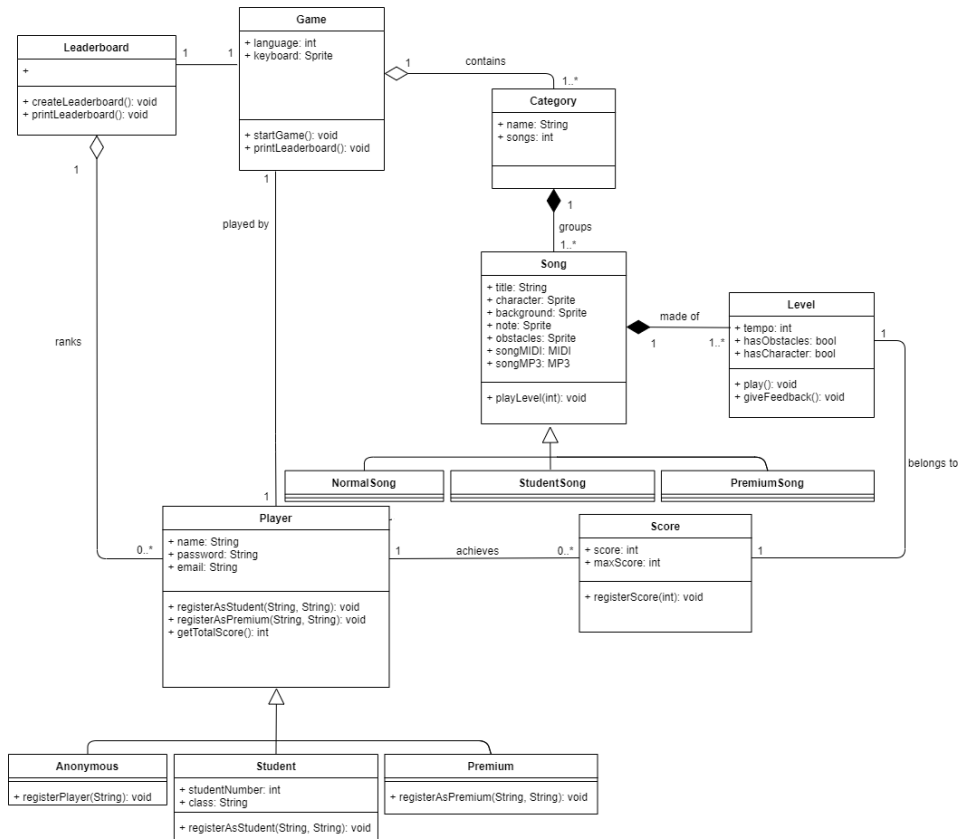 Game
+ language: int
+ keyboard: Sprite
+ startGame(): void
+ printLeaderboard(): void
Leaderboard
+
+ createLeaderboard(): void
+ printLeaderboard(): void
1
1
1
contains
1..*
Category
+ name: String
+ songs: int
1
groups
1..*
1
1
played by
ranks
Song
+ title: String
+ character: Sprite
+ background: Sprite
+ note: Sprite
+ obstacles: Sprite
+ songMIDI: MIDI
+ songMP3: MP3
+ playLevel(int): void
made of
1
1..*
Level
+ tempo: int
+ hasObstacles: bool
+ hasCharacter: bool
+ play(): void
+ giveFeedback(): void
1
belongs to
NormalSong
StudentSong
PremiumSong
1
0..*
Player
+ name: String
+ password: String
+ email: String
+ registerAsStudent(String, String): void
+ registerAsPremium(String, String): void
+ getTotalScore(): int
1
achieves
0..*
Score
+ score: int
+ maxScore: int
+ registerScore(int): void
1
Anonymous
+ registerPlayer(String): void
Student
+ studentNumber: int
+ class: String
+ registerAsStudent(String, String): void
Premium
+ registerAsPremium(String, String): void